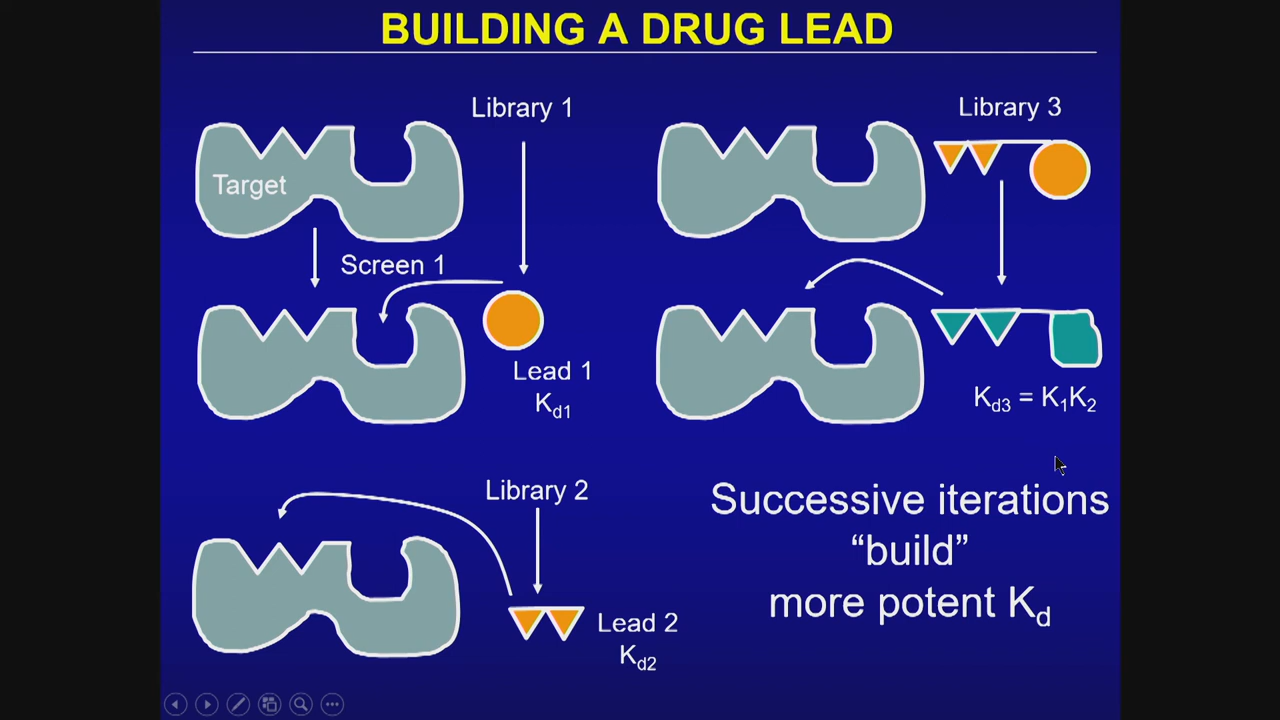 BUILDING A DRUG LEAD
Library 1
Target
Screen 1
Lead 1
Kd1
Library 2
Lead 2
Kd2
Library 3
Kd3 = K1K2
Successive iterations
“build”
more potent Kd